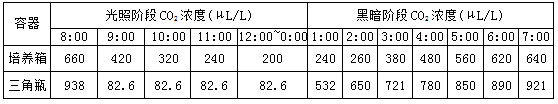 容器 光照阶段CO₂浓度(μL/L) 黑暗阶段CO₂浓度(μL/L)
8:00 9:00 10:00 11:00 12:00~0:00 1:00 2:00 3:00 4:00 5:00 6:00 7:00
培养箱 660 420 320 240 200 240 260 380 480 560 620 640
三角瓶 938 82.6 82.6 82.6 82.6 532 650 721 780 850 890 921